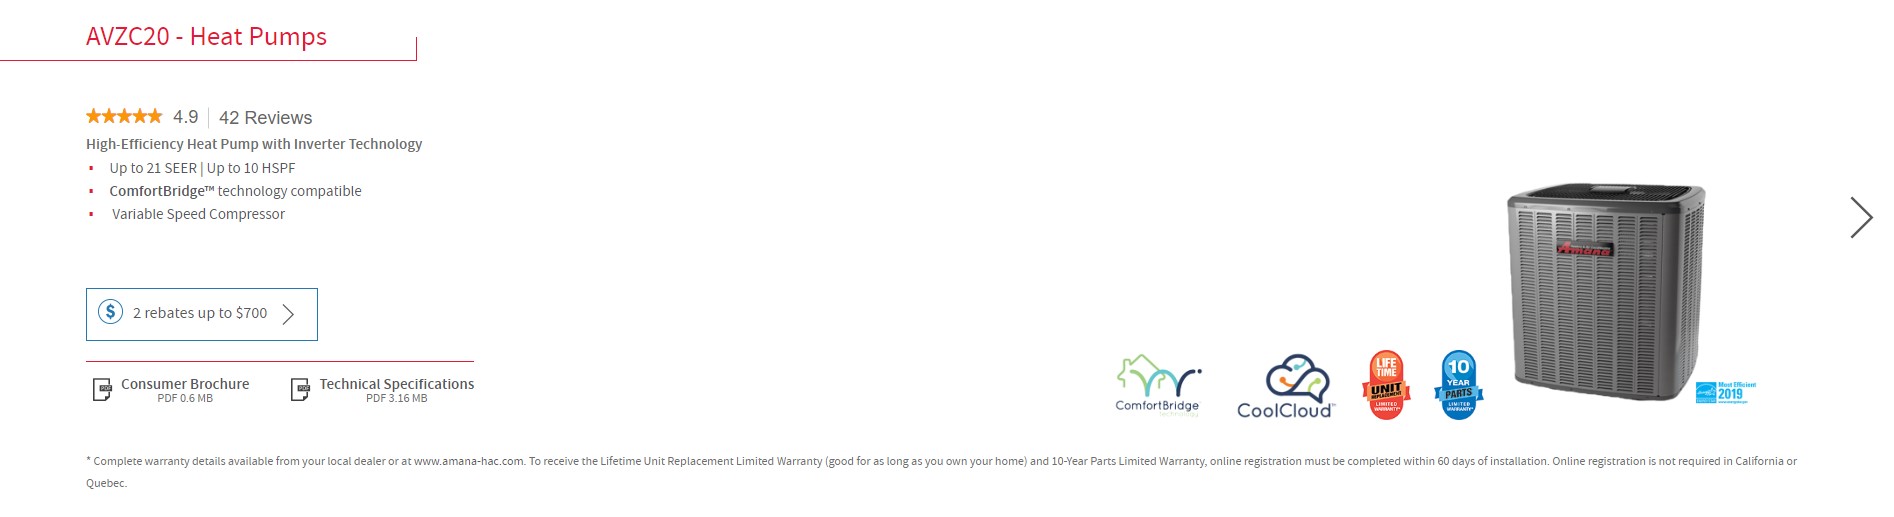 AVZC20 - Heat Pumps
4.9 | 42 Reviews
High-Efficiency Heat Pump with Inverter Technology
Up to 21 SEER | Up to 10 HSPF
ComfortBridge™ technology compatible
Variable Speed Compressor
$ 2 rebates up to $700
PDF Consumer Brochure
PDF 0.6 MB
PDF Technical Specifications
PDF 3.16 MB
ComfortBridge
technology
CoolCloud™
LIFE
TIME
UNIT
REPLACEMENT
LIMITED
WARRANTY*
10
YEAR
PARTS
LIMITED
WARRANTY*
Amana
Most Efficient
2019
* Complete warranty details available from your local dealer or at www.amana-hac.com. To receive the Lifetime Unit Replacement Limited Warranty (good for as long as you own your home) and 10-Year Parts Limited Warranty, online registration must be completed within 60 days of installation. Online registration is not required in California or
Quebec.